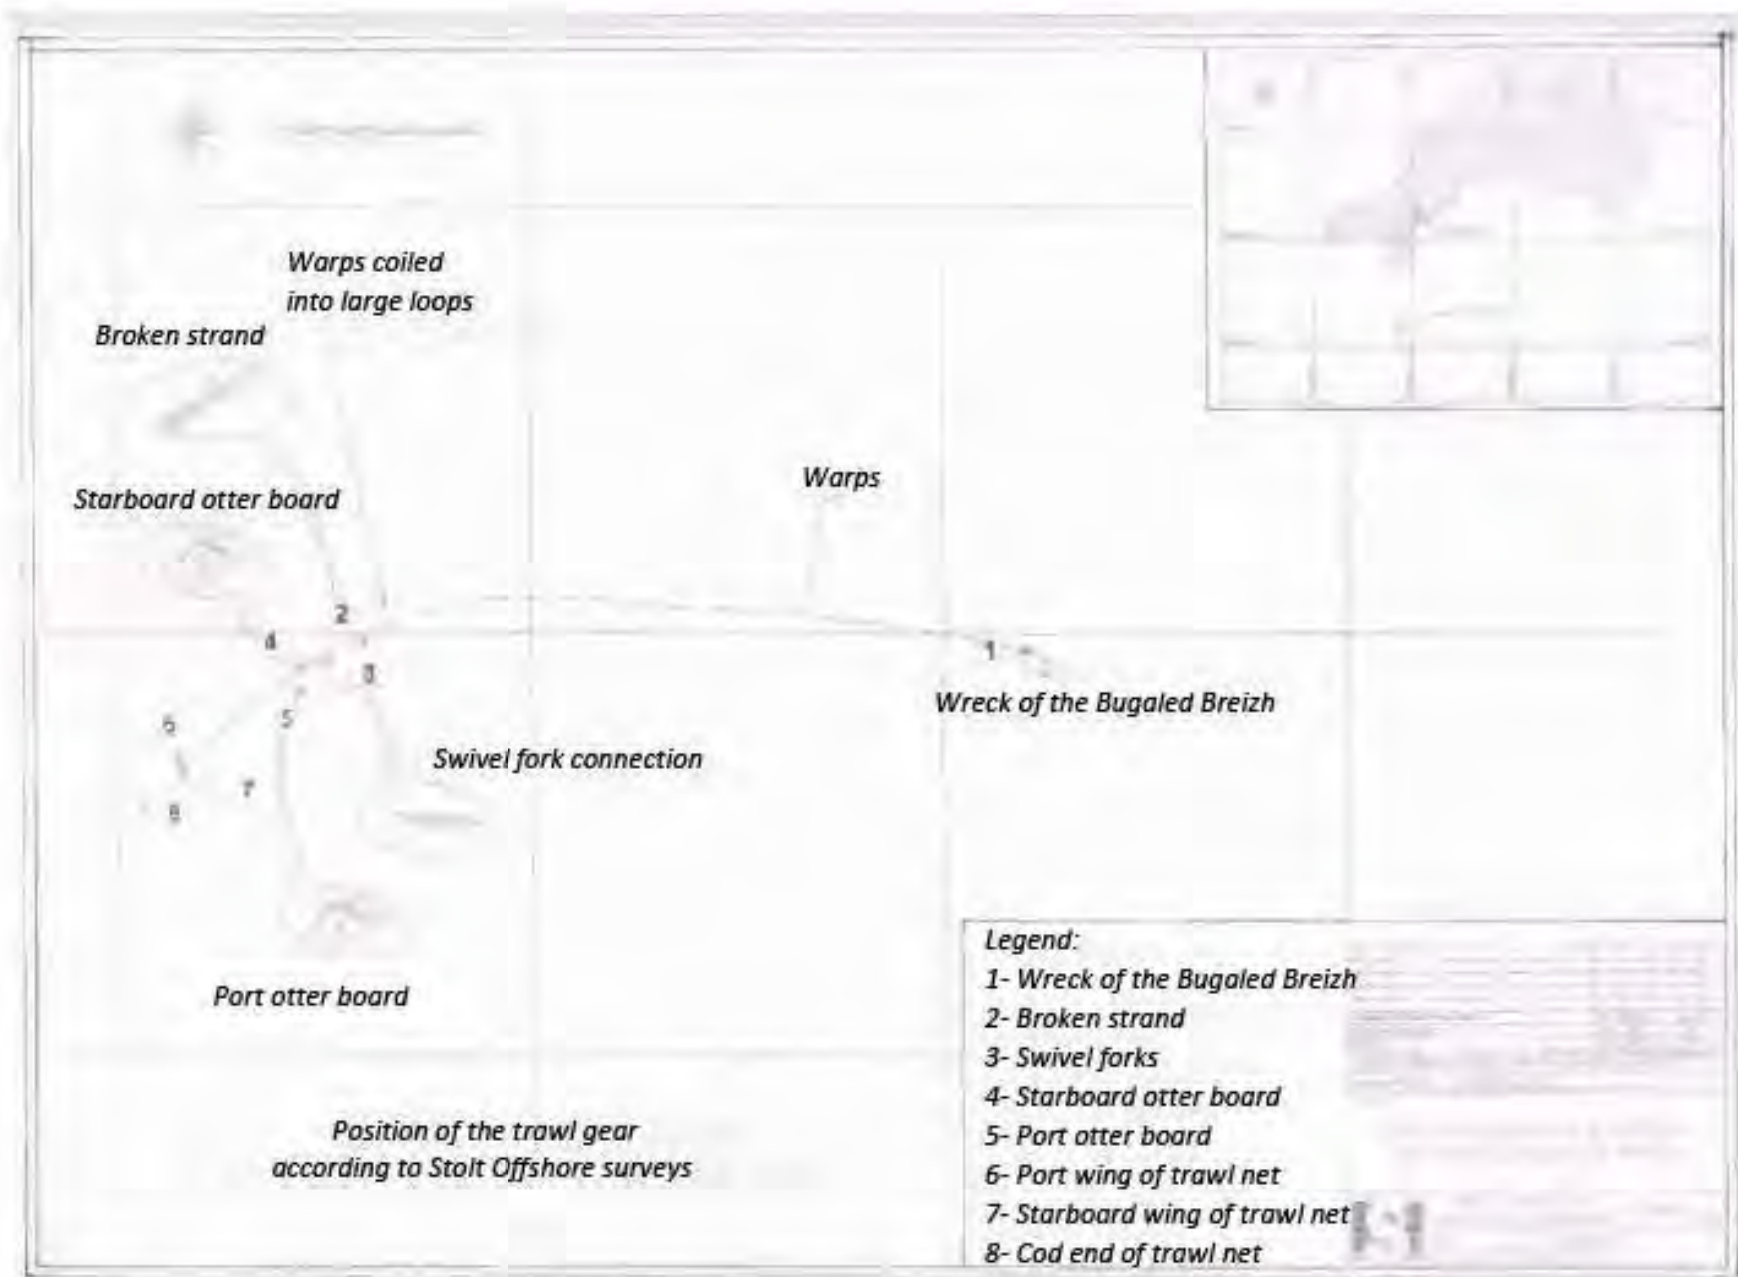 Warps coiled
into large loops
Broken strand
Starboard otter board
Warps
2
4
3
1
Wreck of the Bugaled Breizh
6
5
Swivel fork connection
7
8
Port otter board
Position of the trawl gear
according to Stolt Offshore surveys
Legend:
1- Wreck of the Bugaled Breizh
2- Broken strand
3- Swivel forks
4- Starboard otter board
5- Port otter board
6- Port wing of trawl net
7- Starboard wing of trawl net
8- Cod end of trawl net